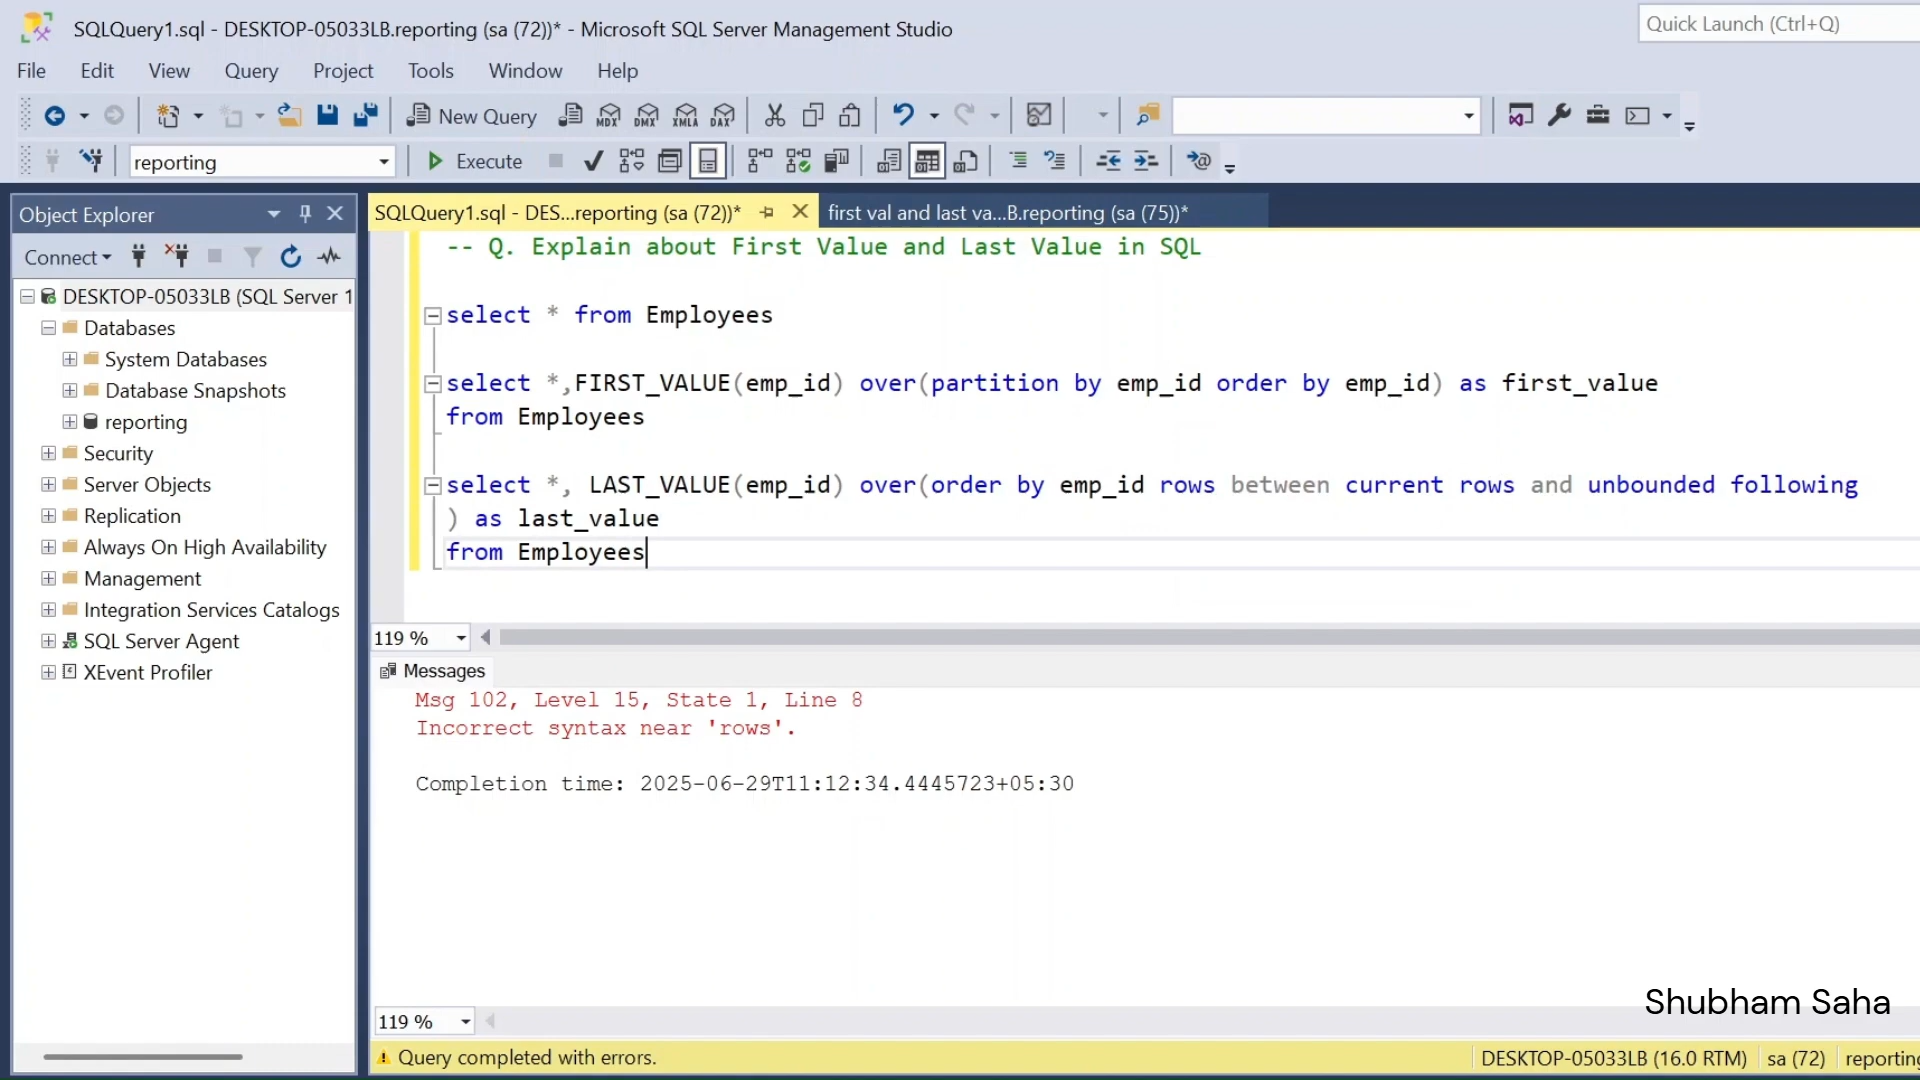 SQLQuery1.sql - DESKTOP-05033LB.reporting (sa (72))* - Microsoft SQL Server Management Studio
Quick Launch (Ctrl+Q)
File Edit View Query Project Tools Window Help
New Query MDX DMX XMLA DAX
reporting Execute
Object Explorer
SQLQuery1.sql - DES...reporting (sa (72))*
first val and last va...B.reporting (sa (75))*
Connect
DESKTOP-05033LB (SQL Server 1
Databases
System Databases
Database Snapshots
reporting
Security
Server Objects
Replication
Always On High Availability
Management
Integration Services Catalogs
SQL Server Agent
XEvent Profiler
-- Q. Explain about First Value and Last Value in SQL
select * from Employees
select *,FIRST_VALUE(emp_id) over(partition by emp_id order by emp_id) as first_value
from Employees
select *, LAST_VALUE(emp_id) over(order by emp_id rows between current rows and unbounded following
) as last_value
from Employees
119 %
Messages
Msg 102, Level 15, State 1, Line 8
Incorrect syntax near 'rows'.
Completion time: 2025-06-29T11:12:34.4445723+05:30
Shubham Saha
119 %
Query completed with errors.
DESKTOP-05033LB (16.0 RTM)
sa (72)
reporting